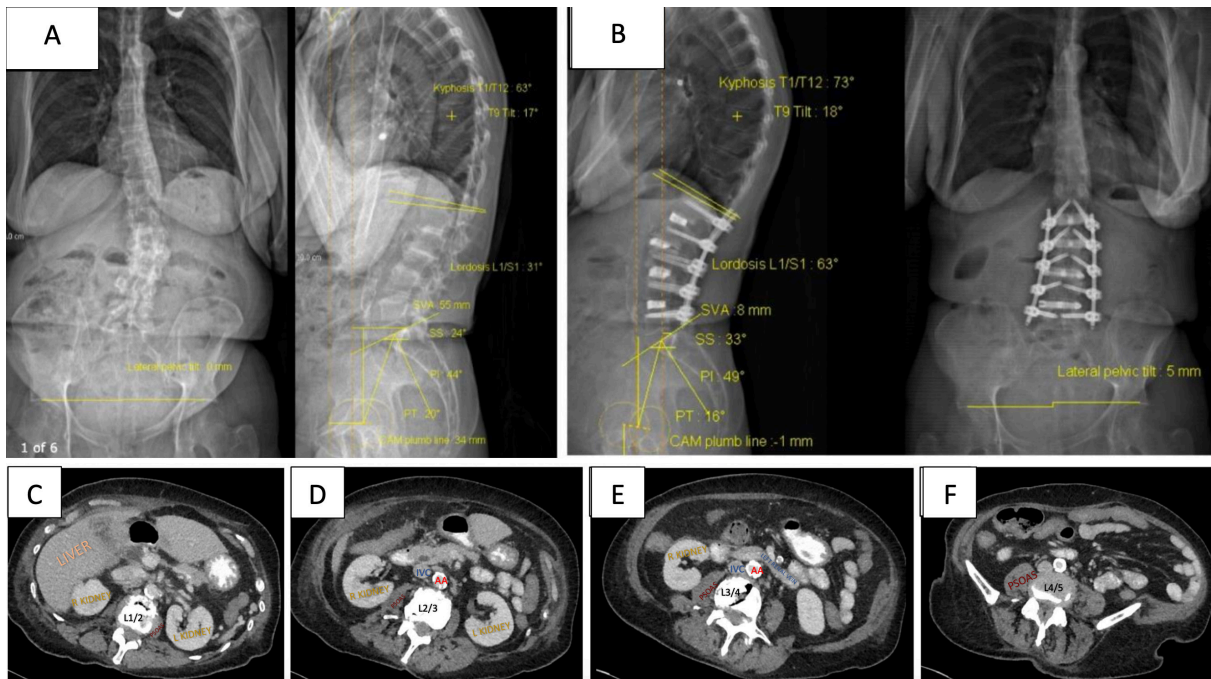 A
Kyphosis T1/T12 : 63°
T9 Tilt : 17°
Lordosis L1/S1 : 31°
SVA :55 mm
SS : 24°
PI : 44°
PT : 20°
CAM plumb line : 34 mm
Lateral pelvic tilt : 0 mm
1 of 6
B
Kyphosis T1/T12 : 73°
T9 Tilt : 18°
Lordosis L1/S1 : 63°
SVA : 8 mm
SS : 33°
PI : 49°
PT : 16°
CAM plumb line :-1 mm
Lateral pelvic tilt : 5 mm
C
LIVER
R KIDNEY
L1/2
L KIDNEY
D
IVC
AA
R KIDNEY
L2/3
L KIDNEY
E
R KIDNEY
IVC
AA
PSOAS
L3/4
F
PSOAS
L4/5